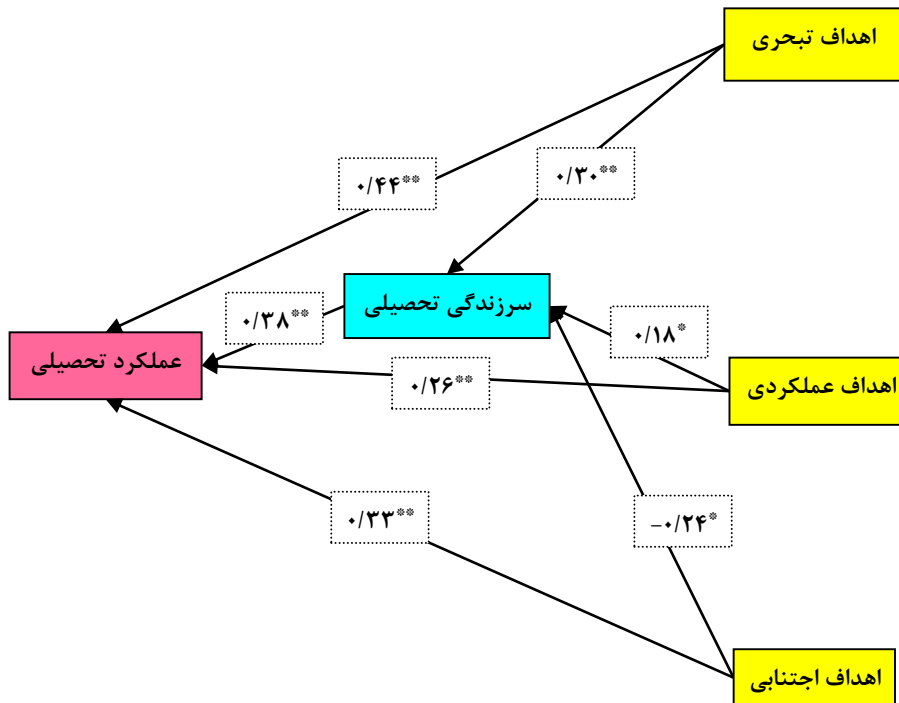 اهداف تبحری
۰/۴۴**
۰/۳۰**
سرزندگی تحصیلی
۰/۳۸**
۰/۱۸*
عملکرد تحصیلی
۰/۲۶**
اهداف عملکردی
۰/۳۳**
–۰/۲۴*
اهداف اجتنابی